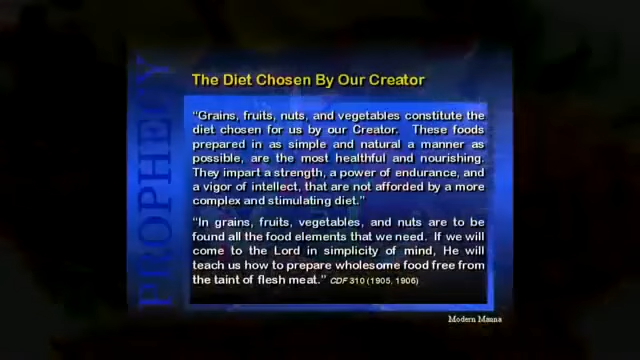 PROPHECY
The Diet Chosen By Our Creator
“Grains, fruits, nuts, and vegetables constitute the
diet chosen for us by our Creator. These foods
prepared in as simple and natural a manner as
possible, are the most healthful and nourishing.
They impart a strength, a power of endurance, and
a vigor of intellect, that are not afforded by a more
complex and stimulating diet.”
“In grains, fruits, vegetables, and nuts are to be
found all the food elements that we need. If we will
come to the Lord in simplicity of mind, He will
teach us how to prepare wholesome food free from
the taint of flesh meat.” CDF 310 (1905, 1906)
Modern Manna